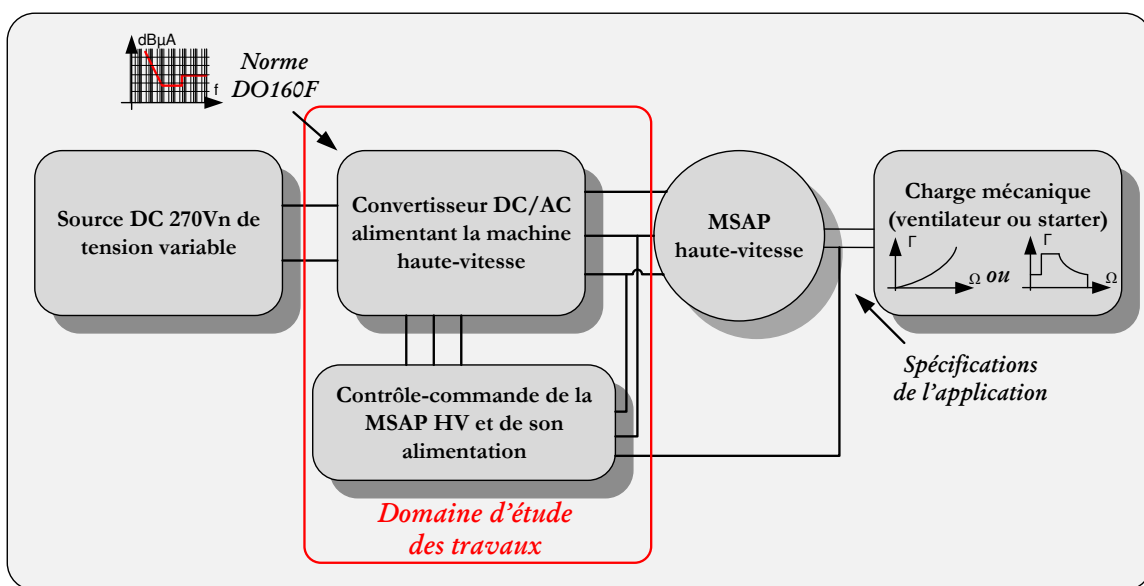 dBµA
f
Norme
DO160F
Source DC 270Vn de
tension variable
Convertisseur DC/AC
alimentant la machine
haute-vitesse
MSAP
haute-vitesse
Charge mécanique
(ventilateur ou starter)
Γ
Ω
ou
Γ
Ω
Contrôle-commande de la
MSAP HV et de son
alimentation
Spécifications
de l'application
Domaine d'étude
des travaux